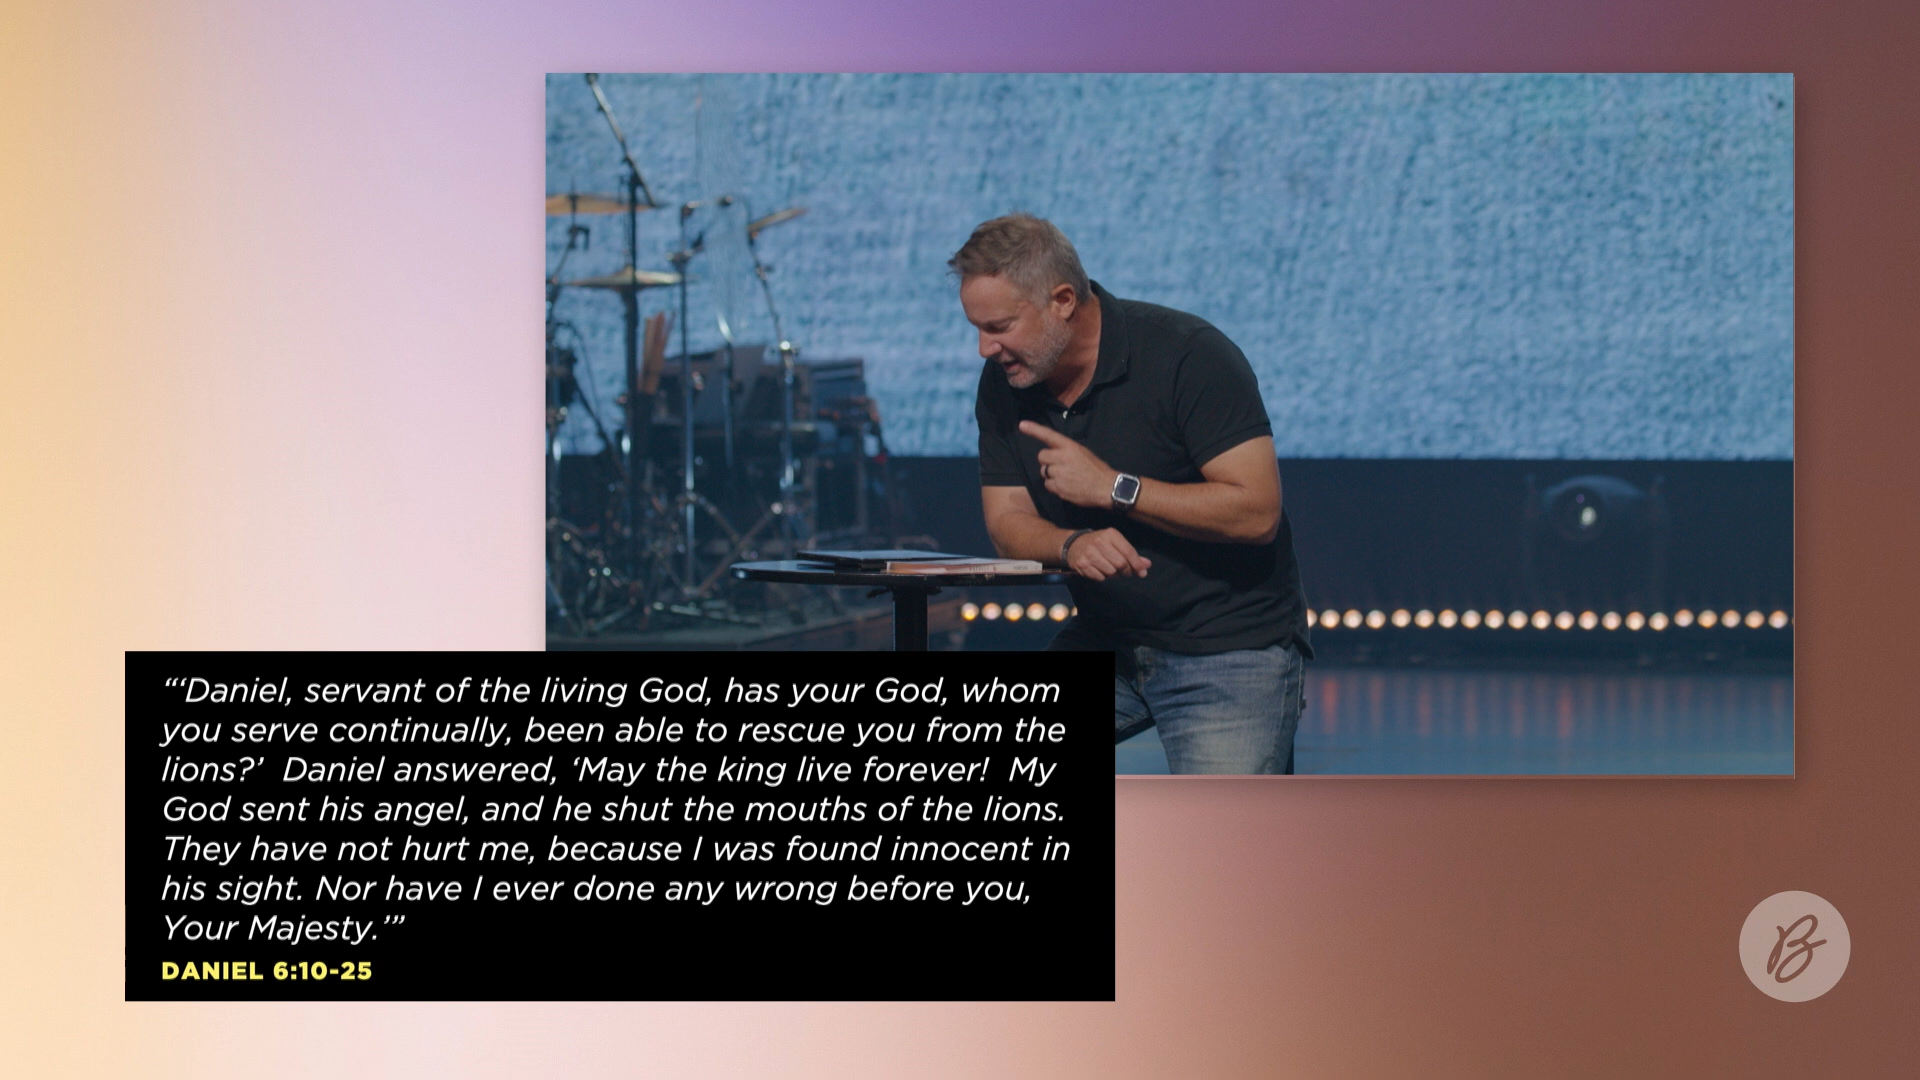 “‘Daniel, servant of the living God, has your God, whom
you serve continually, been able to rescue you from the
lions?’  Daniel answered, ‘May the king live forever!  My
God sent his angel, and he shut the mouths of the lions.
They have not hurt me, because I was found innocent in
his sight. Nor have I ever done any wrong before you,
Your Majesty.’”
DANIEL 6:10-25
B